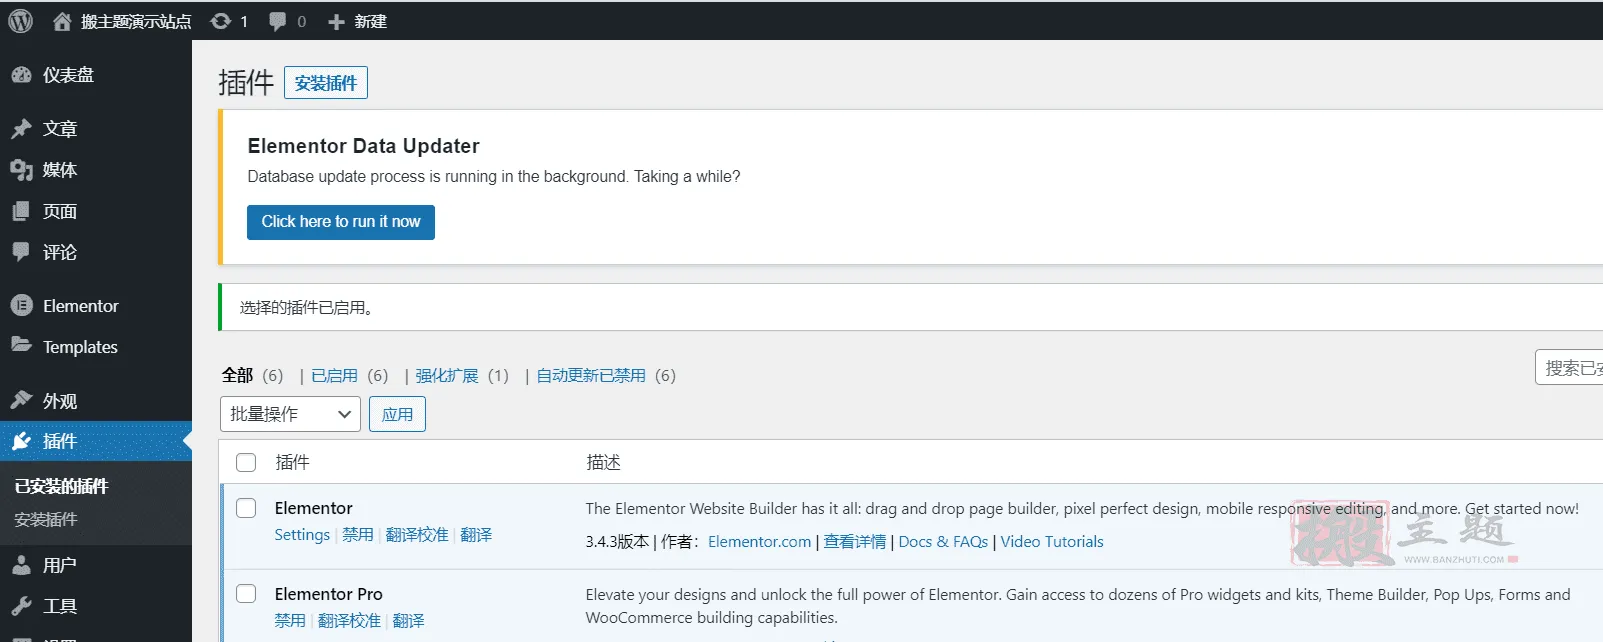 搬主题演示站点 1 0 新建
仪表盘
文章
媒体
页面
评论
Elementor
Templates
外观
插件
已安装的插件
安装插件
用户
工具
插件 安装插件
Elementor Data Updater
Database update process is running in the background. Taking a while?
Click here to run it now
选择的插件已启用。
全部 (6) | 已启用 (6) | 强化扩展 (1) | 自动更新已禁用 (6)
搜索已
批量操作 应用
插件 描述
Elementor
Settings | 禁用 | 翻译校准 | 翻译
The Elementor Website Builder has it all: drag and drop page builder, pixel perfect design, mobile responsive editing, and more. Get started now!
3.4.3版本 | 作者：Elementor.com | 查看详情 | Docs & FAQs | Video Tutorials
搬主题
WWW.BANZHUTI.COM
Elementor Pro
禁用 | 翻译校准 | 翻译
Elevate your designs and unlock the full power of Elementor. Gain access to dozens of Pro widgets and kits, Theme Builder, Pop Ups, Forms and
WooCommerce building capabilities.